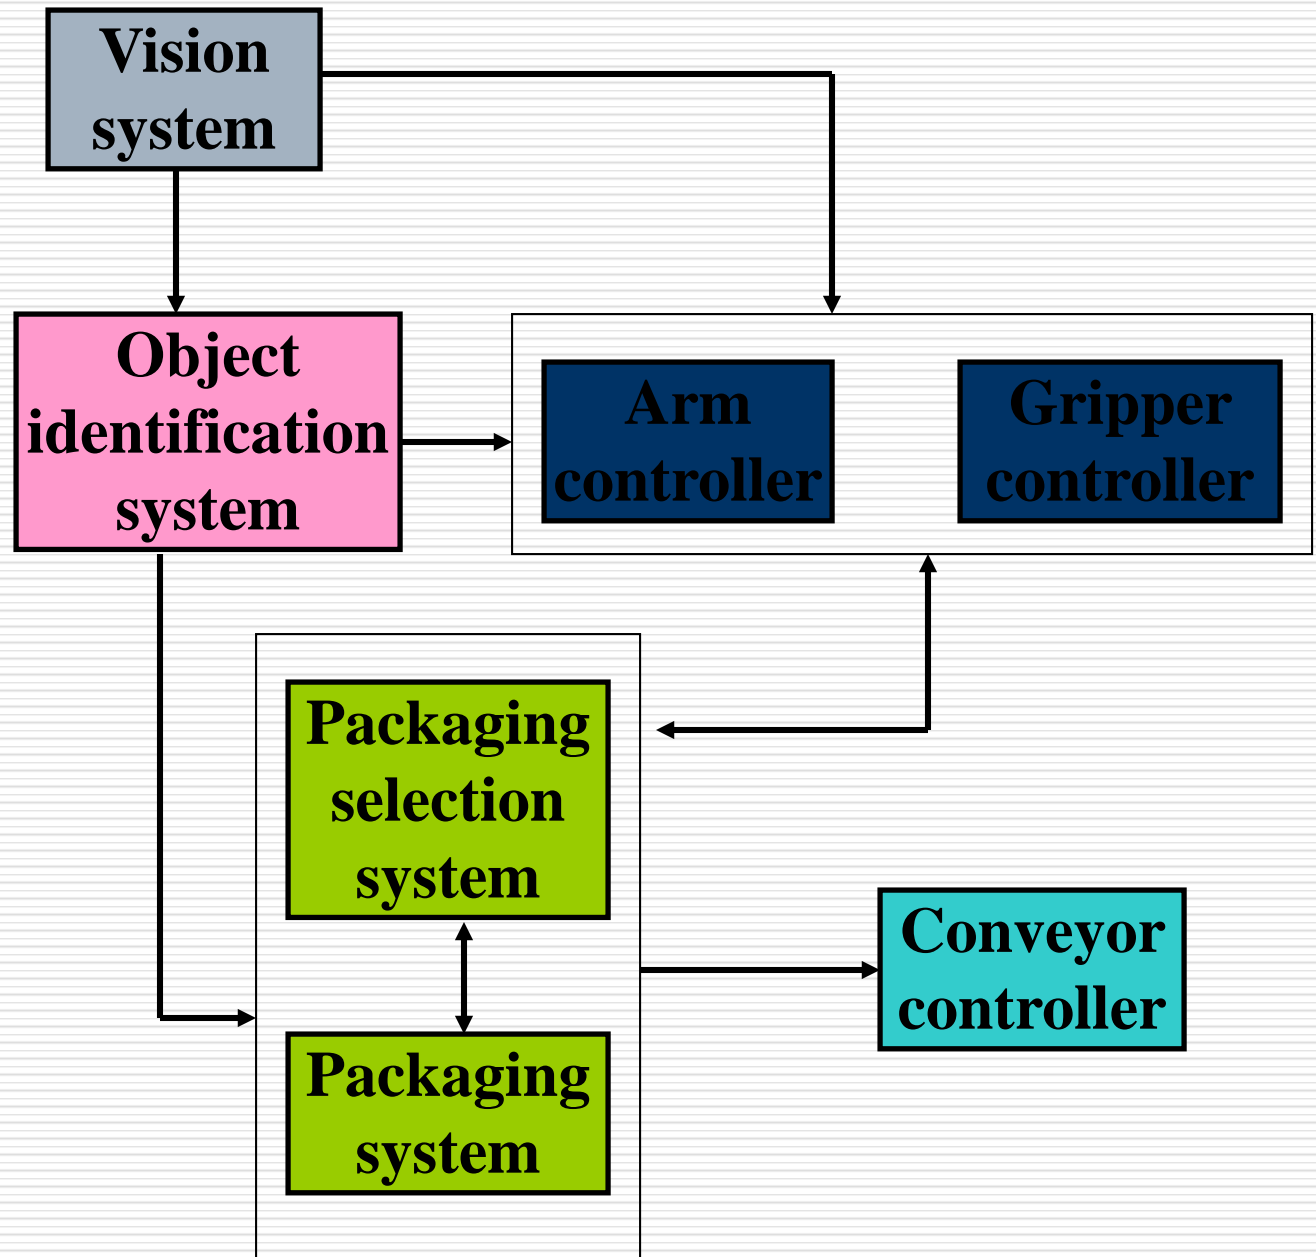 Vision
system
Object
identification
system
Arm
controller
Gripper
controller
Packaging
selection
system
Packaging
system
Conveyor
controller